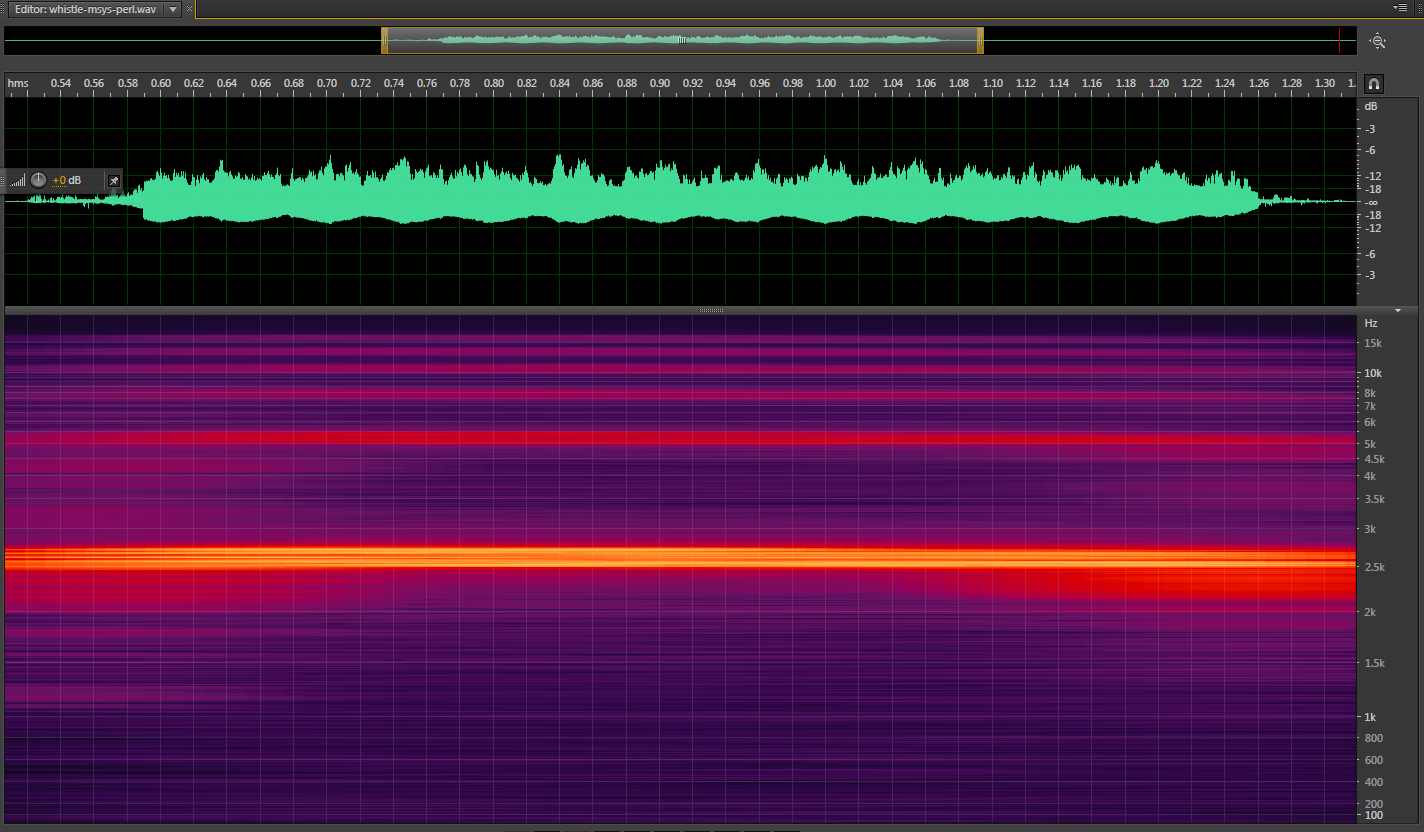 Editor: whistle-msys-perl.wav
hms 0.54 0.56 0.58 0.60 0.62 0.64 0.66 0.68 0.70 0.72 0.74 0.76 0.78 0.80 0.82 0.84 0.86 0.88 0.90 0.92 0.94 0.96 0.98 1.00 1.02 1.04 1.06 1.08 1.10 1.12 1.14 1.16 1.18 1.20 1.22 1.24 1.26 1.28 1.30 1.
dB
-3
-6
+0 dB
-12
-18
-∞
-18
-12
-6
-3
Hz
15k
10k
8k
7k
6k
5k
4.5k
4k
3.5k
3k
2.5k
2k
1.5k
1k
800
600
400
200
100